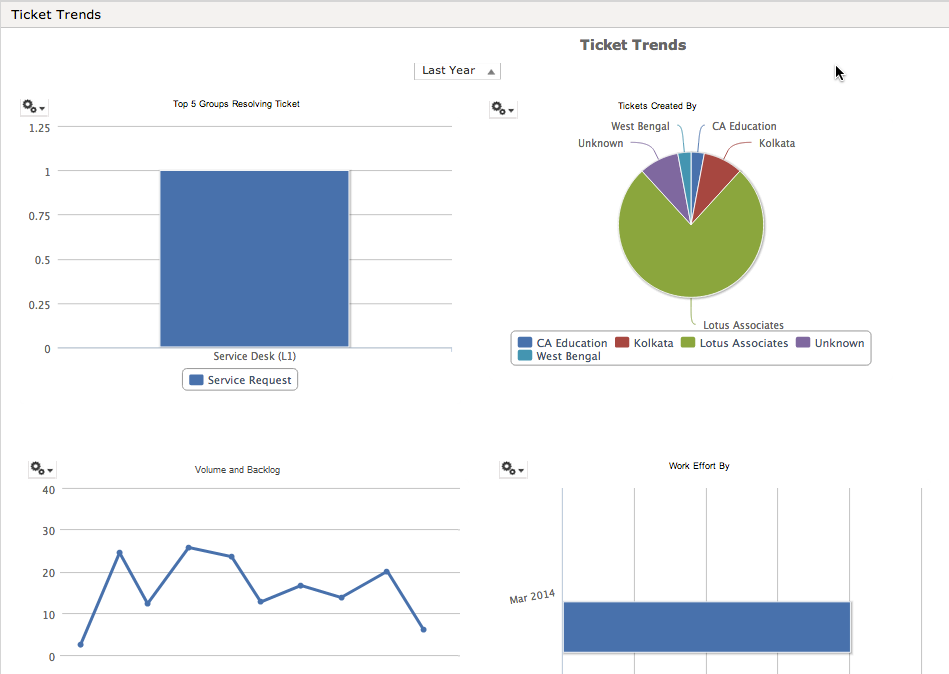 Ticket Trends
Ticket Trends
Last Year
Top 5 Groups Resolving Ticket
1.25
1
0.75
0.5
0.25
0
Service Desk (L1)
Service Request
Tickets Created By
West Bengal
CA Education
Unknown
Kolkata
Lotus Associates
CA Education Kolkata Lotus Associates Unknown
West Bengal
Volume and Backlog
40
30
20
10
0
Work Effort By
Mar 2014